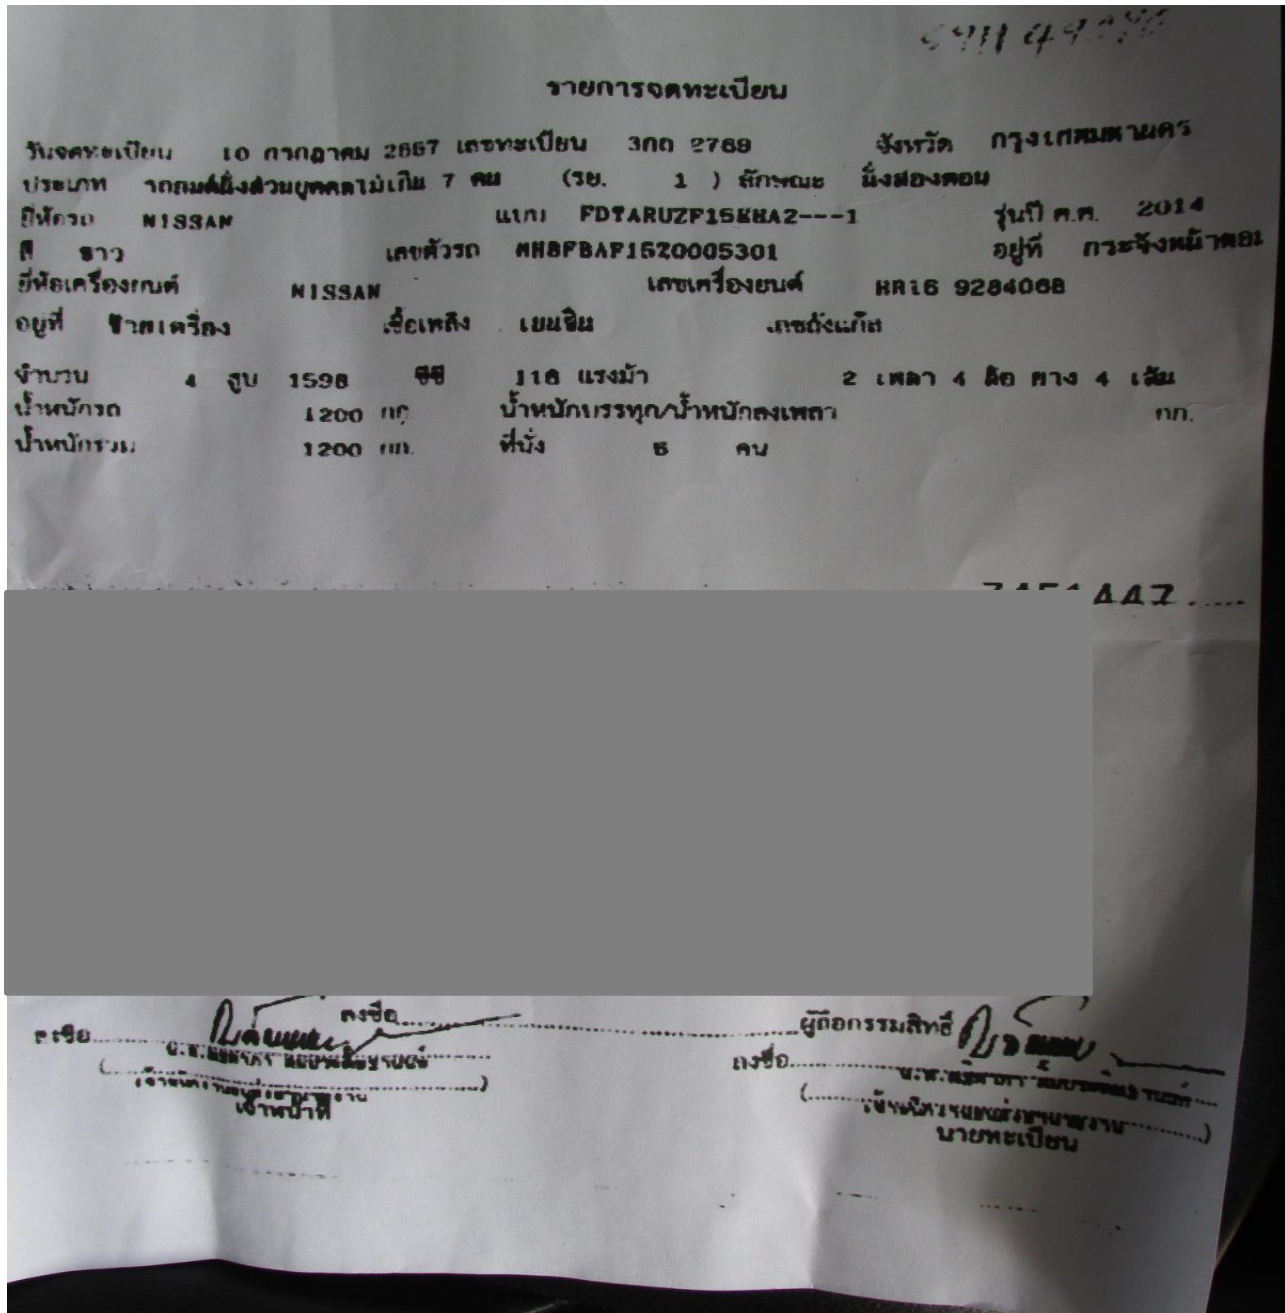 รายการจดทะเบียน
วันจดทะเบียน 10 กรกฎาคม 2557 เลขทะเบียน 3กถ 2769 จังหวัด กรุงเทพมหานคร
ประเภท รถยนต์นั่งส่วนบุคคลไม่เกิน 7 คน (รย. 1 ) ลักษณะ นั่งสองตอน
ยี่ห้อรถ NISSAN แบบ FDTARUZF15EHA2---1 รุ่นปี ค.ศ. 2014
สี ขาว เลขตัวรถ MHBFBAF15Z0005301 อยู่ที่ กระจังหน้าตอน
ยี่ห้อเครื่องยนต์ NISSAN เลขเครื่องยนต์ HR16 928406B
อยู่ที่ ซ้ายเครื่อง เชื้อเพลิง เบนซิน เลขถังแก๊ส
จำนวน 4 สูบ 1598 ซีซี 116 แรงม้า 2 เพลา 4 ล้อ ยาง 4 เส้น
น้ำหนักรถ 1200 กก. น้ำหนักบรรทุก/น้ำหนักลงเพลา กก.
น้ำหนักรวม 1200 กก. ที่นั่ง 5 คน
ลงชื่อ ผู้ถือกรรมสิทธิ์
ลงชื่อ
ลงชื่อ
เจ้าหน้าที่
นายทะเบียน